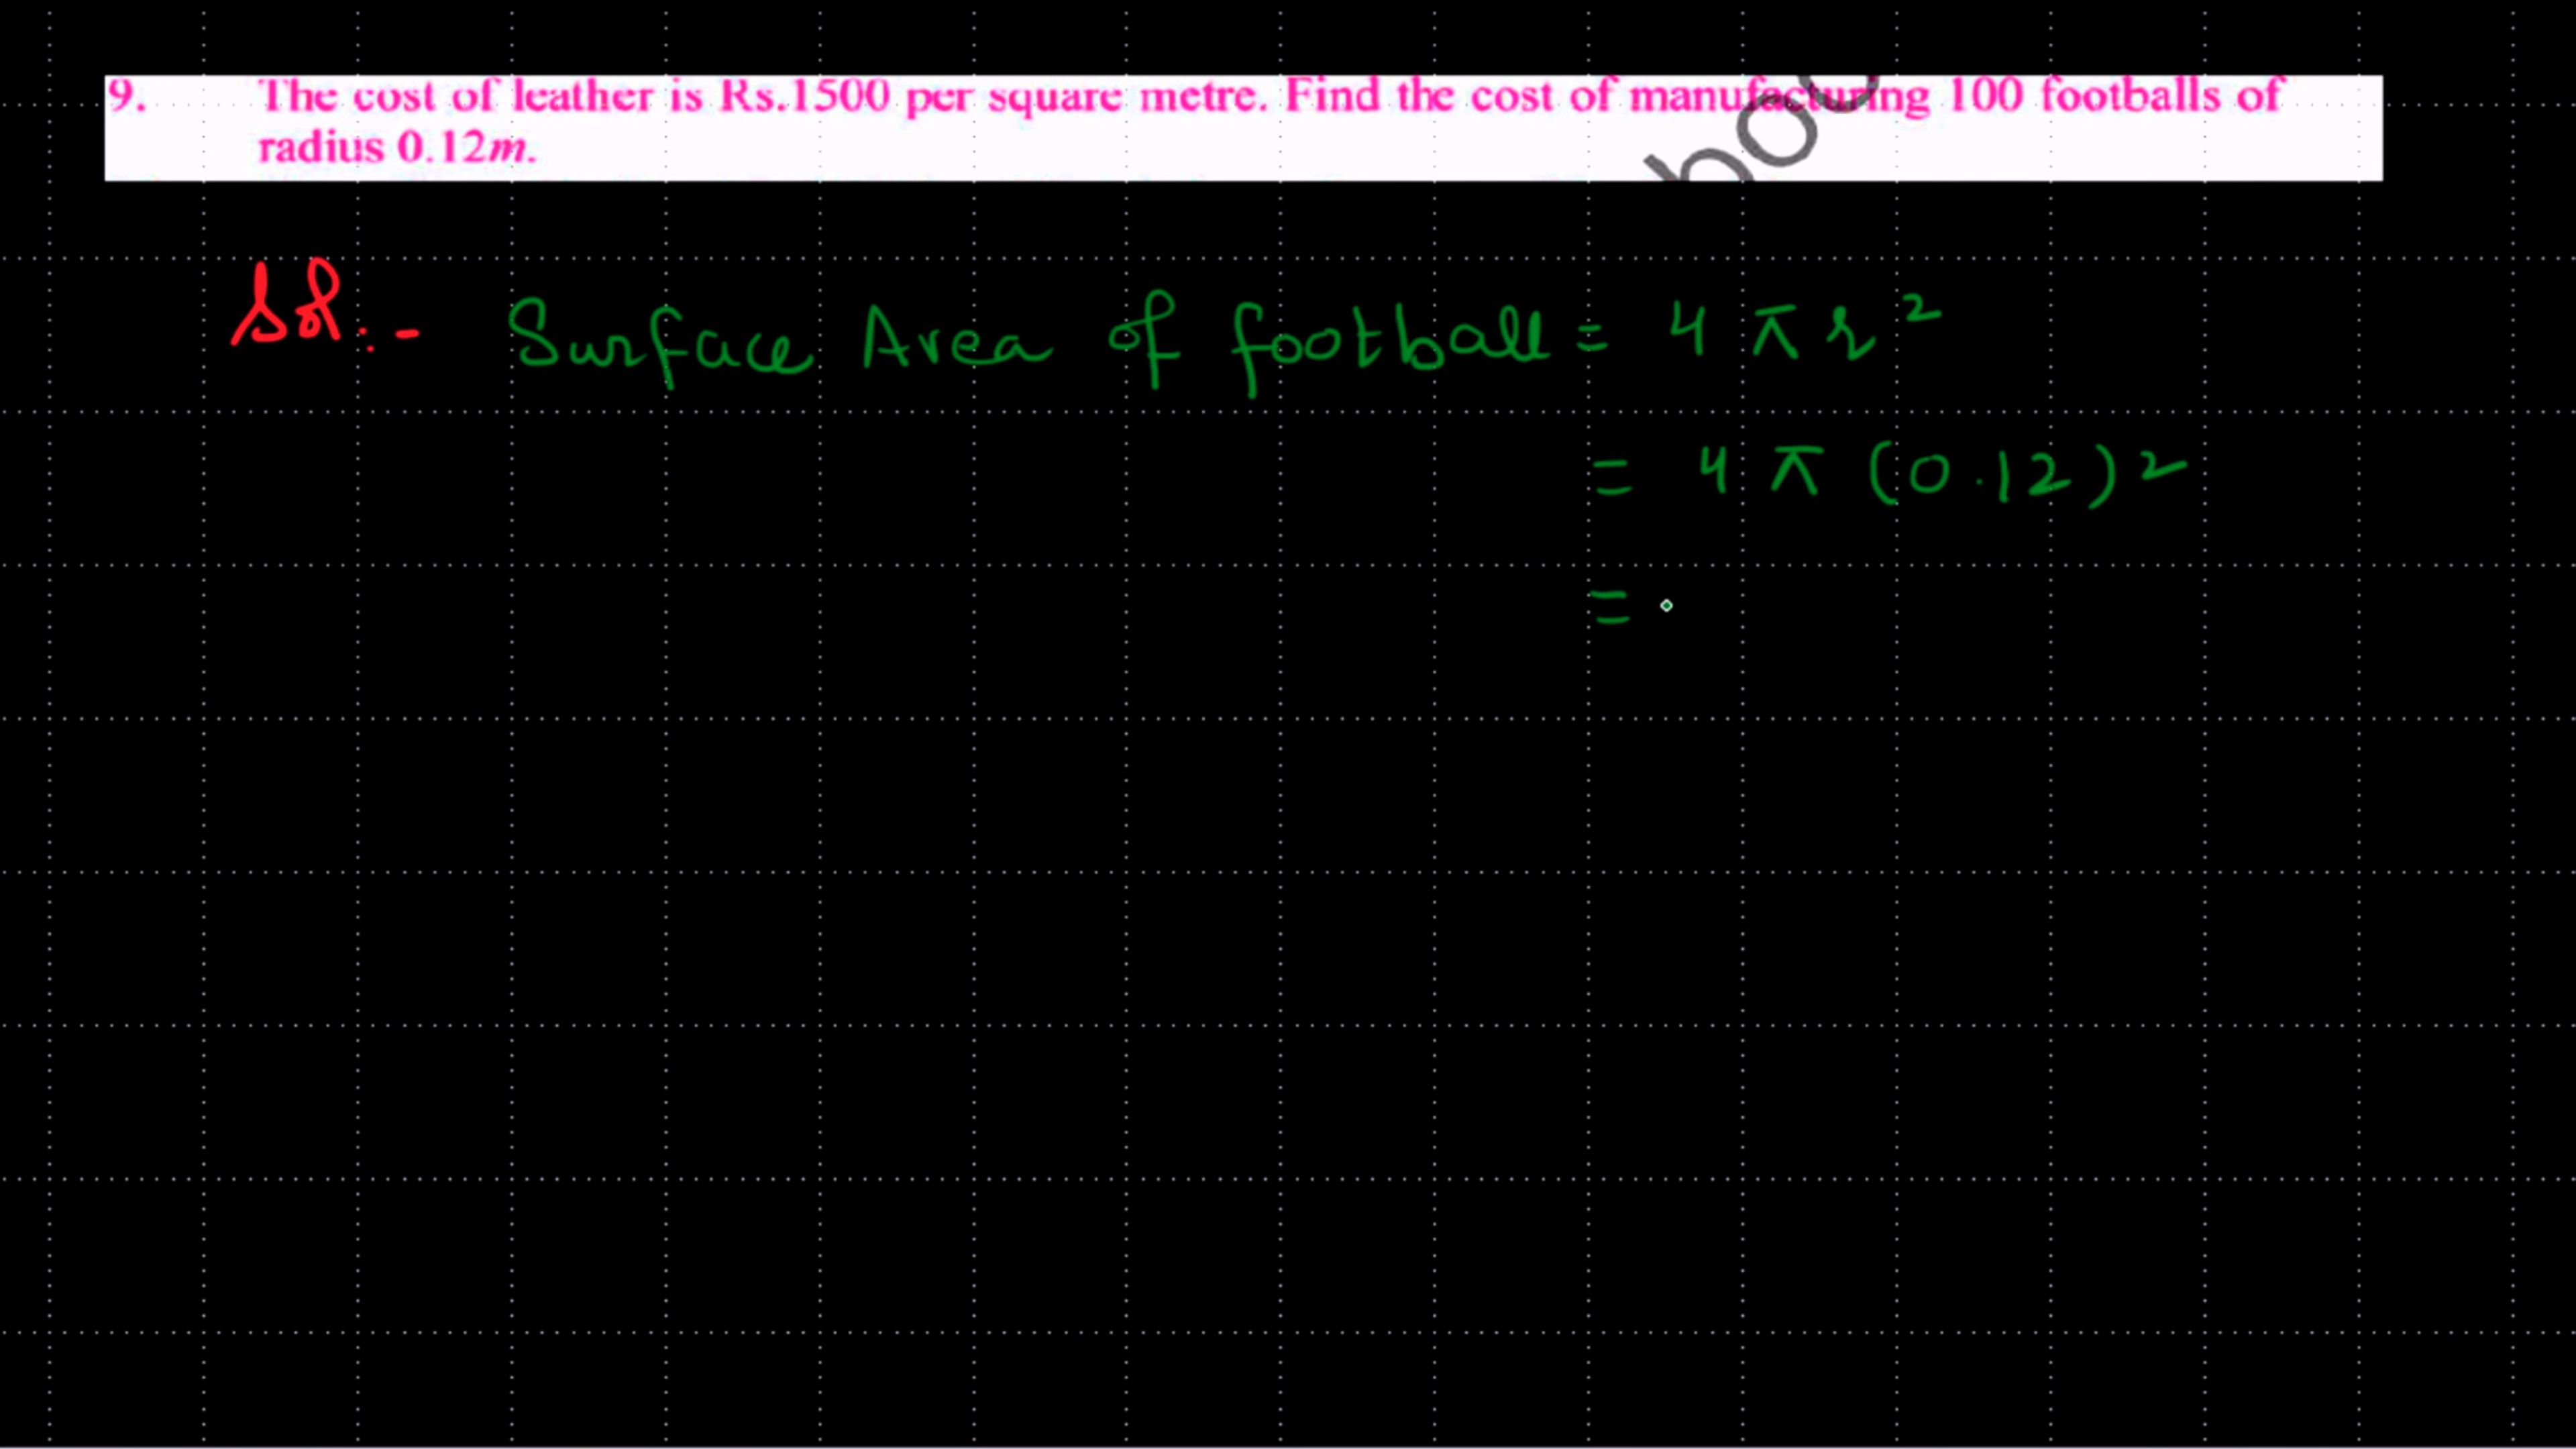 9. The cost of leather is Rs.1500 per square metre. Find the cost of manufacturing 100 footballs of
radius 0.12m.
boo
Sol:- Surface Area of football = 4 π r²
= 4 π (0.12)²
=